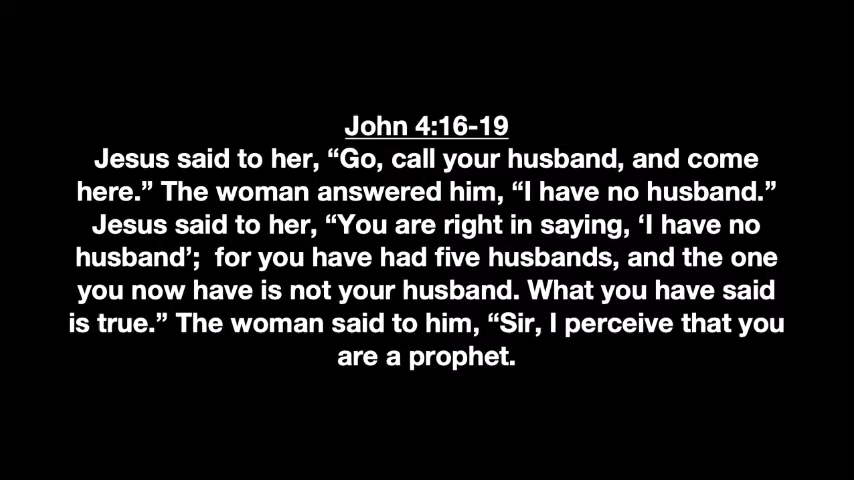 John 4:16-19
Jesus said to her, “Go, call your husband, and come
here.” The woman answered him, “I have no husband.”
Jesus said to her, “You are right in saying, ‘I have no
husband’;  for you have had five husbands, and the one
you now have is not your husband. What you have said
is true.” The woman said to him, “Sir, I perceive that you
are a prophet.